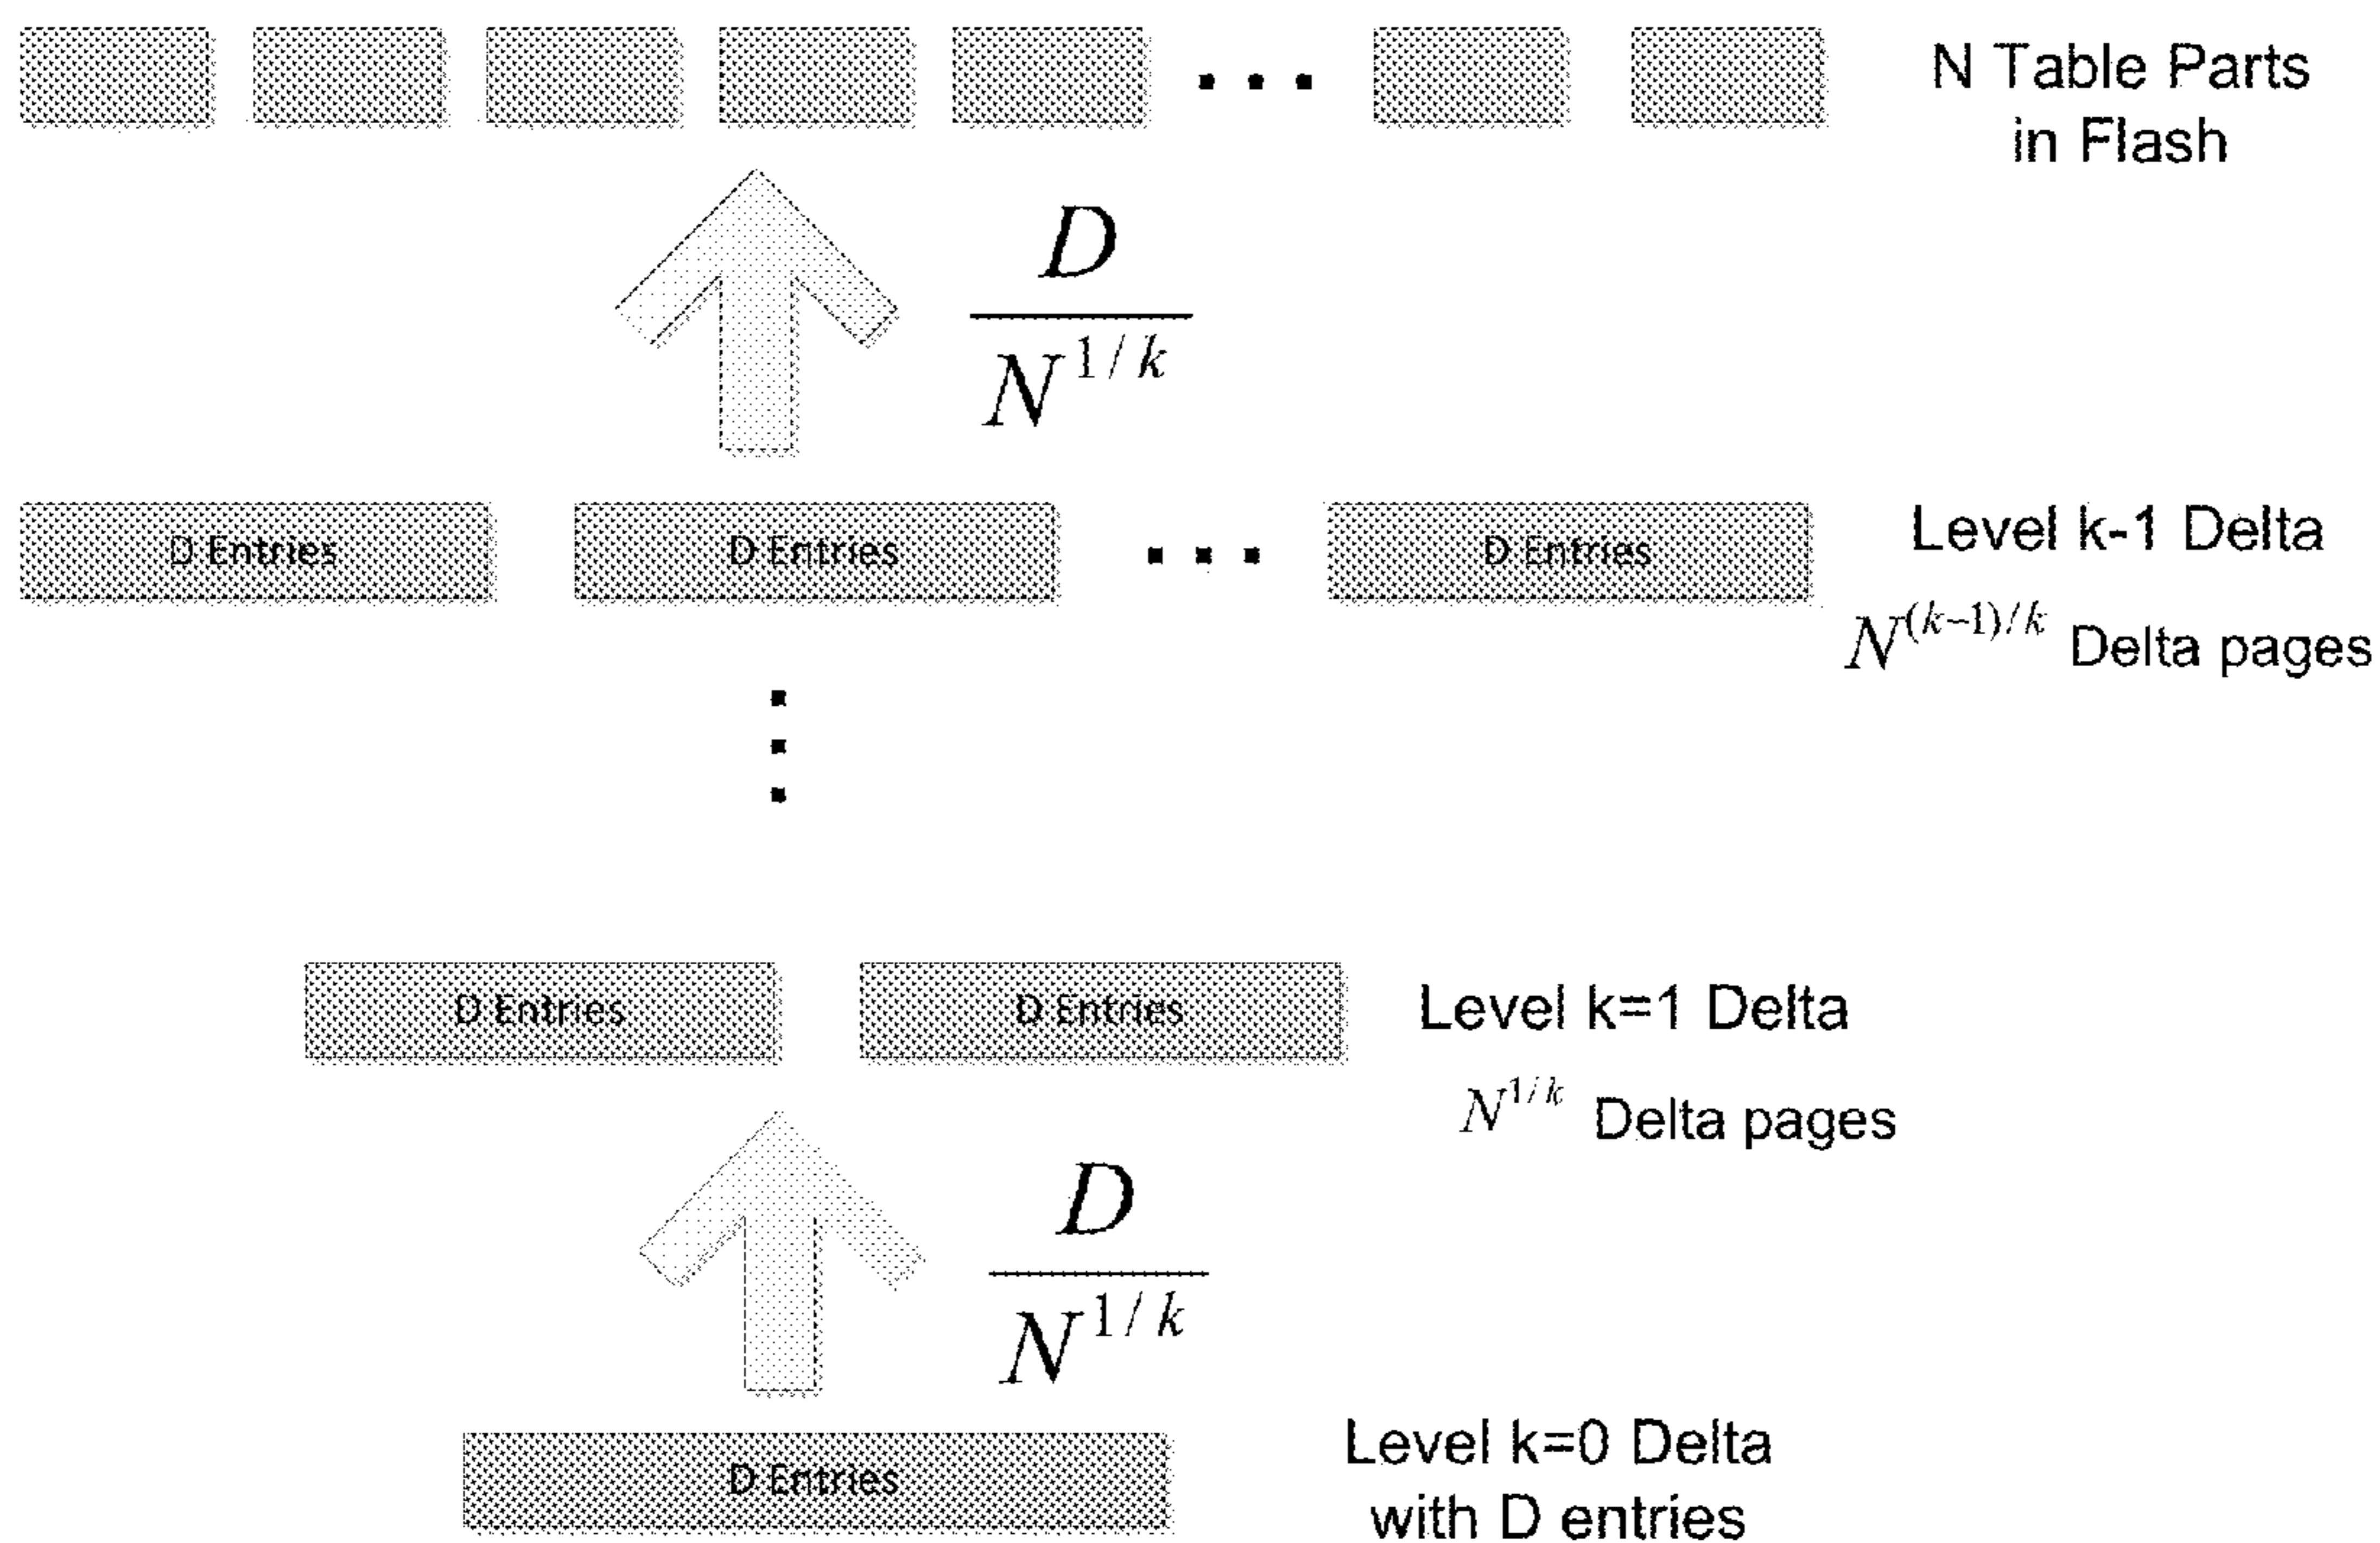 N Table Parts
in Flash
D
N^{1/k}
D Entries
D Entries
D Entries
Level k-1 Delta
N^{(k-1)/k} Delta pages
D Entries
D Entries
Level k=1 Delta
N^{1/k} Delta pages
D
N^{1/k}
D Entries
Level k=0 Delta
with D entries